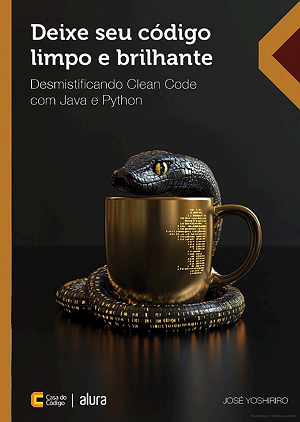 Deixe seu código
limpo e brilhante
Desmistificando Clean Code
com Java e Python
Casa do
Código
alura
JOSÉ YOSHIRIRO